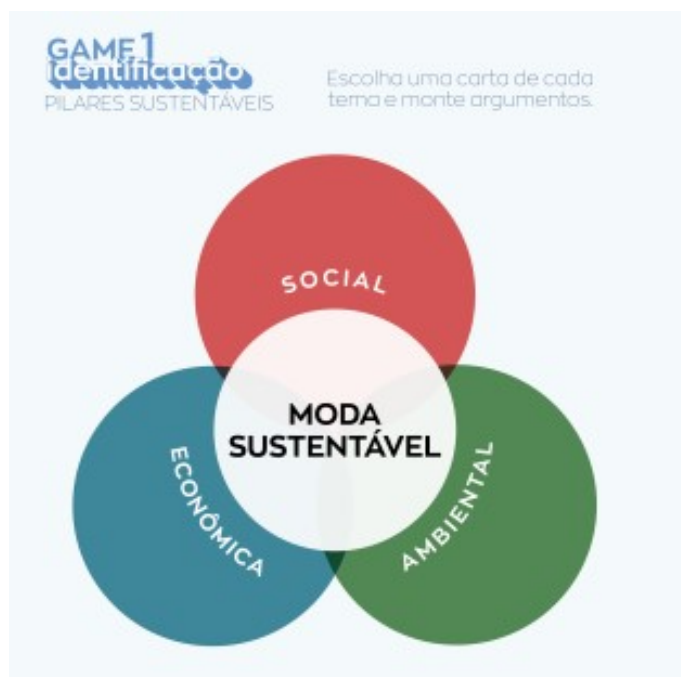 GAME 1
identificação
PILARES SUSTENTÁVEIS
Escolha uma carta de cada
tema e monte argumentos.
SOCIAL
MODA
SUSTENTÁVEL
ECONÔMICA
AMBIENTAL